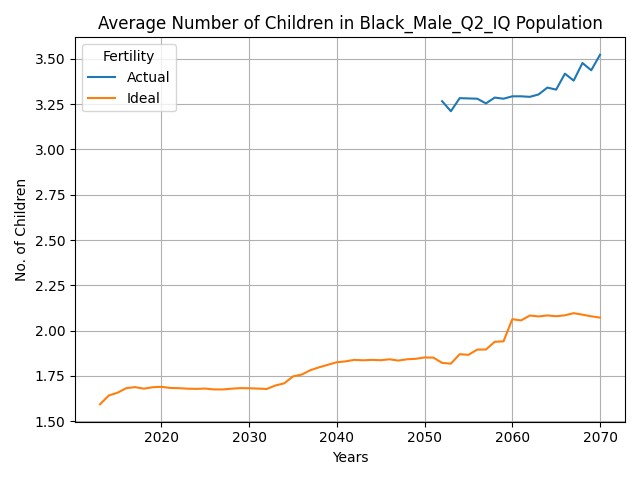 Average Number of Children in Black_Male_Q2_IQ Population
Fertility
Actual
Ideal
3.50
3.25
3.00
2.75
2.50
2.25
2.00
1.75
1.50
No. of Children
2020
2030
2040
2050
2060
2070
Years